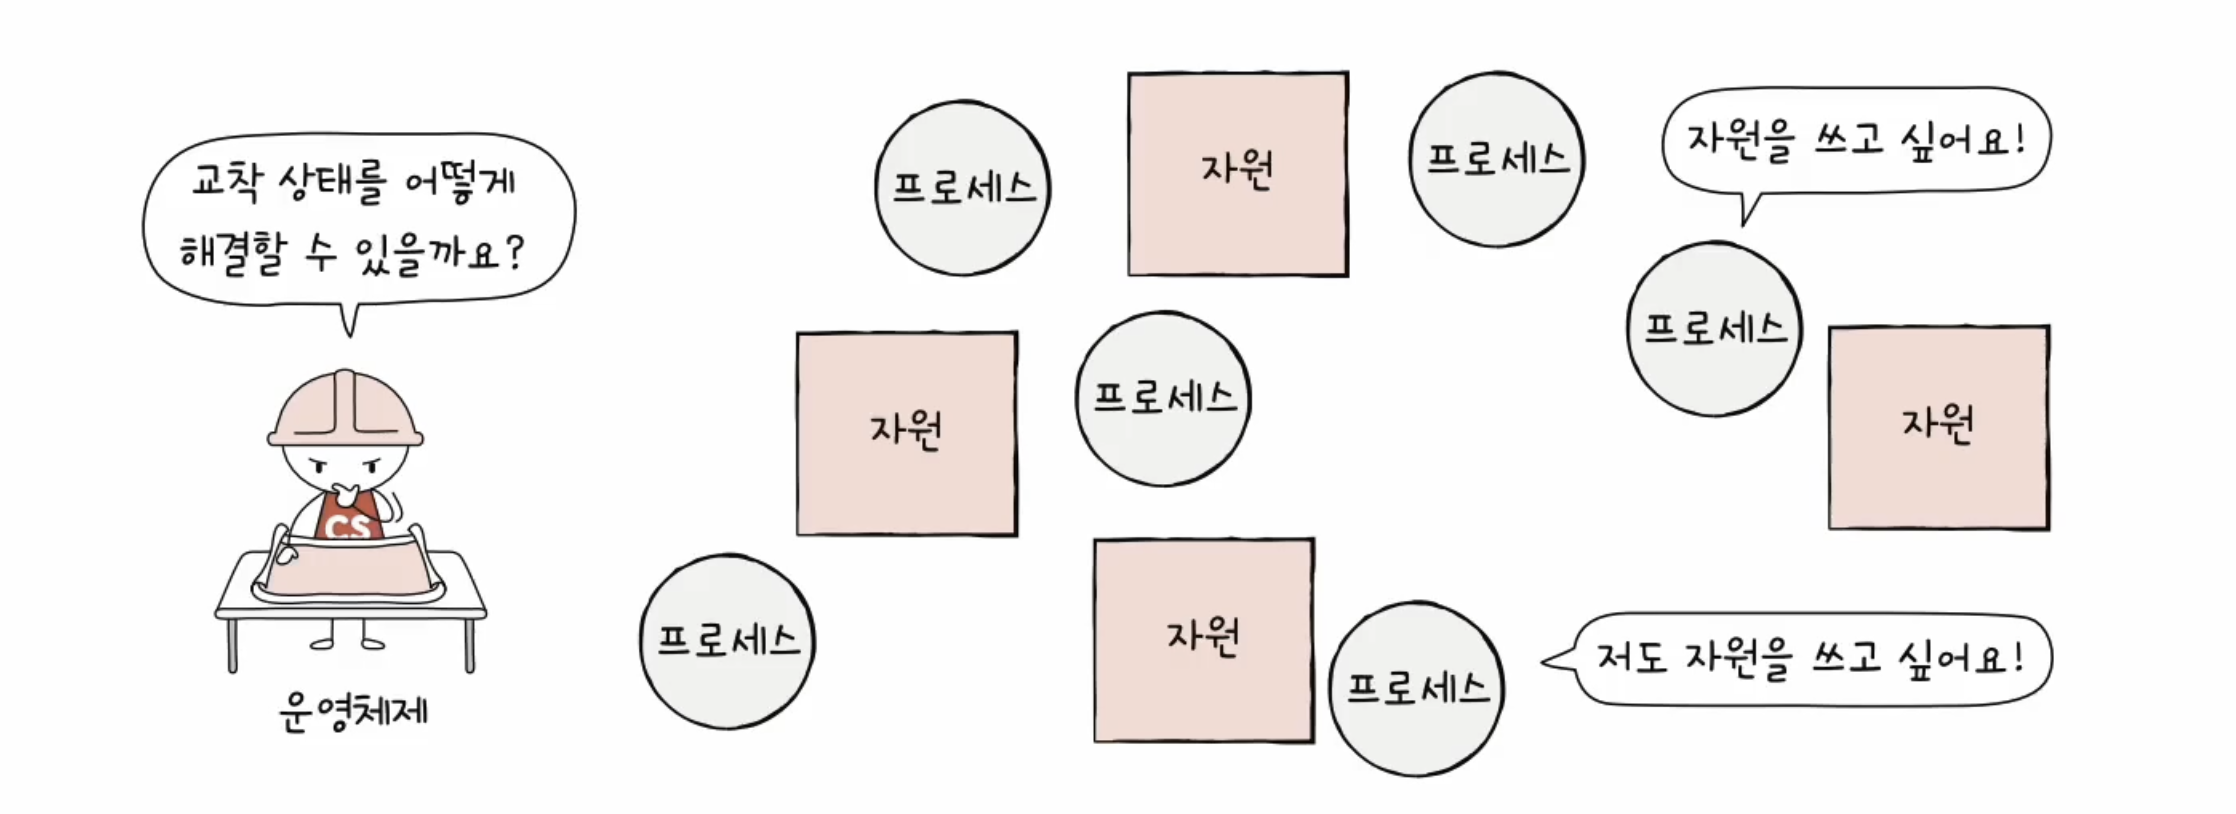 교착 상태를 어떻게
해결할 수 있을까요?
CS
운영체제
프로세스
자원
프로세스
자원을 쓰고 싶어요!
프로세스
자원
자원
프로세스
프로세스
자원
프로세스
저도 자원을 쓰고 싶어요!